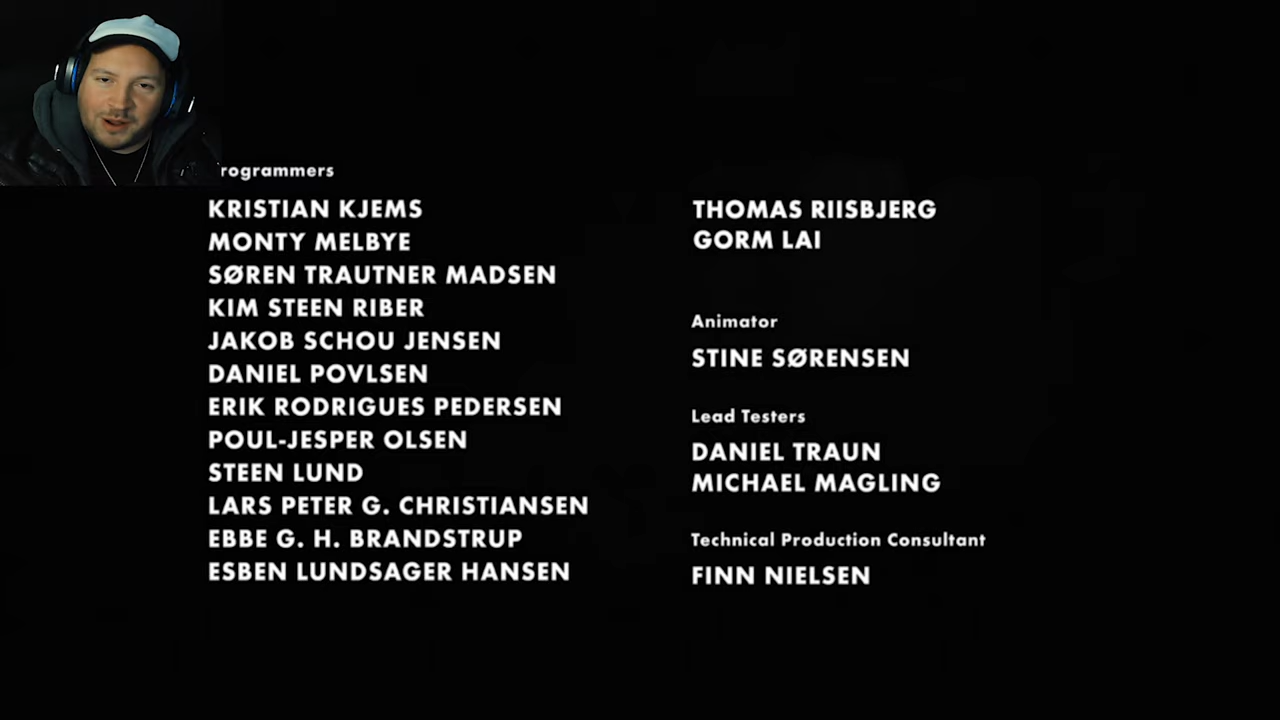 rogrammers
KRISTIAN KJEMS
MONTY MELBYE
SØREN TRAUTNER MADSEN
KIM STEEN RIBER
JAKOB SCHOU JENSEN
DANIEL POVLSEN
ERIK RODRIGUES PEDERSEN
POUL-JESPER OLSEN
STEEN LUND
LARS PETER G. CHRISTIANSEN
EBBE G. H. BRANDSTRUP
ESBEN LUNDSAGER HANSEN
THOMAS RIISBJERG
GORM LAI
Animator
STINE SØRENSEN
Lead Testers
DANIEL TRAUN
MICHAEL MAGLING
Technical Production Consultant
FINN NIELSEN